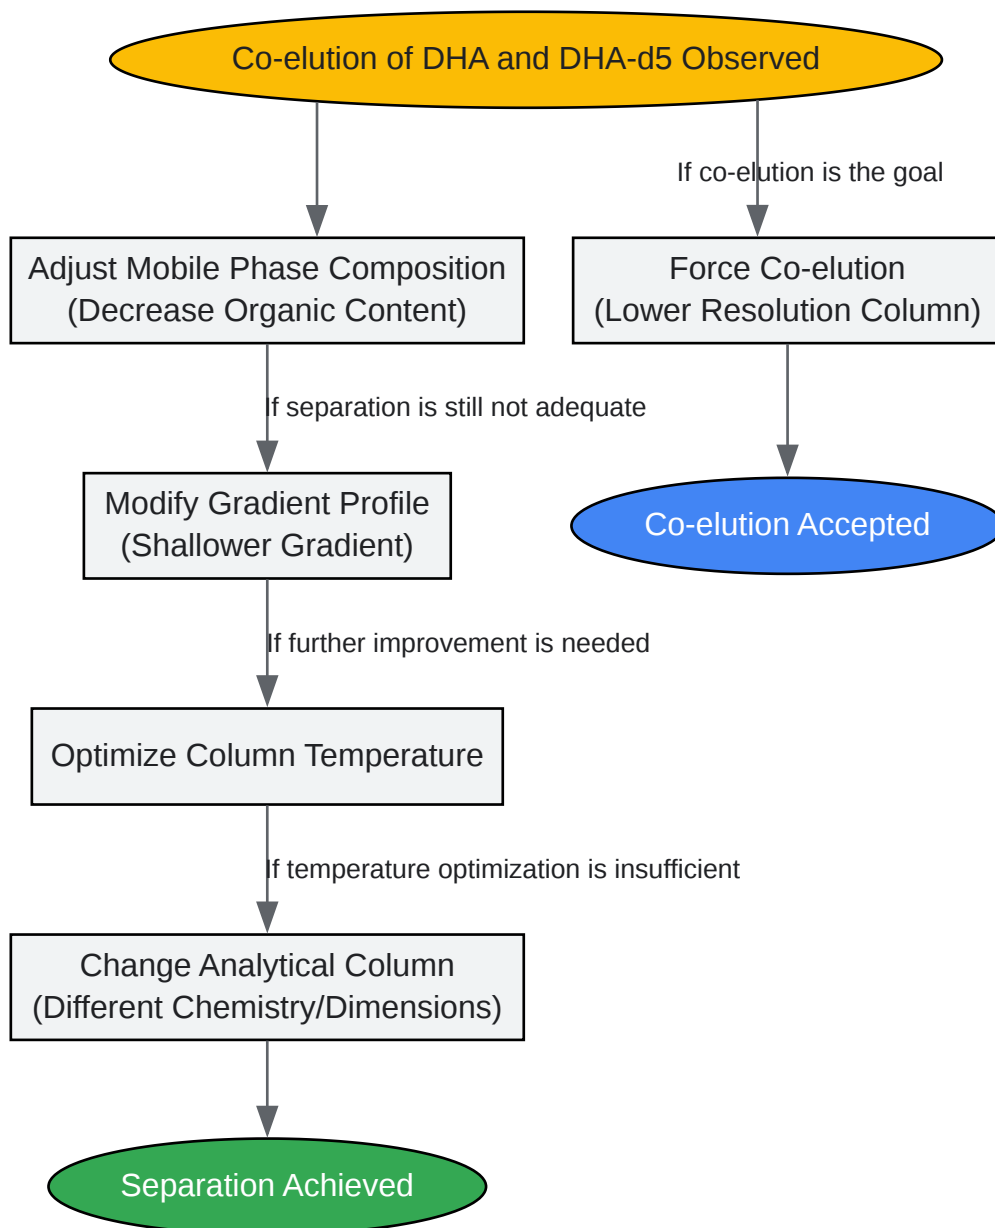 Co-elution of DHA and DHA-d5 Observed
If co-elution is the goal
Adjust Mobile Phase Composition
(Decrease Organic Content)
Force Co-elution
(Lower Resolution Column)
If separation is still not adequate
Modify Gradient Profile
(Shallower Gradient)
Co-elution Accepted
If further improvement is needed
Optimize Column Temperature
If temperature optimization is insufficient
Change Analytical Column
(Different Chemistry/Dimensions)
Separation Achieved